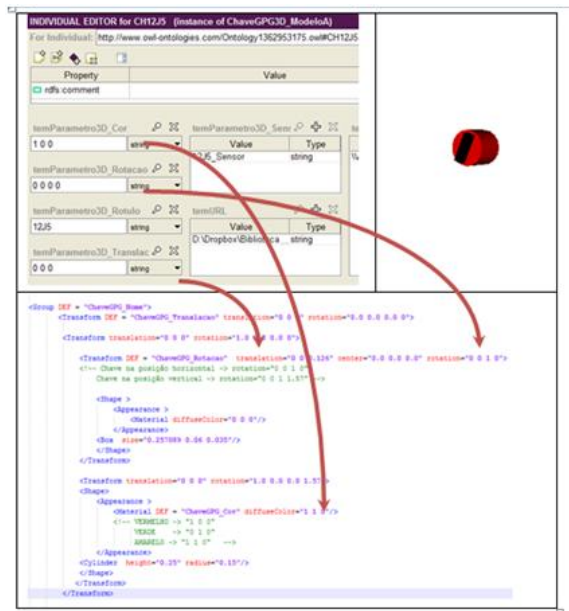 INDIVIDUAL EDITOR for CH12J5 (instance of ChaveGPG3D_ModeloA)
For Individual: http://www.owl-ontologies.com/Ontology1362953175.owl#CH12J5
Property Value
rdfs:comment
temParametro3D_Cor
1 0 0 string
temParametro3D_Sens
Value Type
12J5_Sensor string
temParametro3D_Rotacao
0 0 0 0 string
temParametro3D_Rotulo
12J5 string
temURL
Value Type
D:\Dropbox\Biblioteca string
temParametro3D_Translac
0 0 0 string
<Group DEF = "ChaveGPG_Nome">
<Transform DEF = "ChaveGPG_Translacao" translation="0 0 0" rotation="0.0 0.0 0.0 0">
<Transform translation="0 0 0" rotation="1.0 0.0 0.0 0">
<Transform DEF = "ChaveGPG_Rotacao" translation="0 0 0.126" center="0.0 0.0 0.0" rotation="0 0 1 0">
<!-- Chave na posição horizontal -> rotation="0 0 1 0"
Chave na posição vertical -> rotation="0 0 1 1.57" -->
<Shape >
<Appearance >
<Material diffuseColor="0 0 0"/>
</Appearance>
<Box size="0.257089 0.06 0.035"/>
</Shape>
</Transform>
<Transform translation="0 0 0" rotation="1.0 0.0 0.0 1.57">
<Shape>
<Appearance >
<Material DEF = "ChaveGPG_Cor" diffuseColor="1 1 0"/>
<!-- VERMELHO -> "1 0 0"
VERDE -> "0 1 0"
AMARELO -> "1 1 0" -->
</Appearance>
<Cylinder height="0.25" radius="0.15"/>
</Shape>
</Transform>
</Transform>